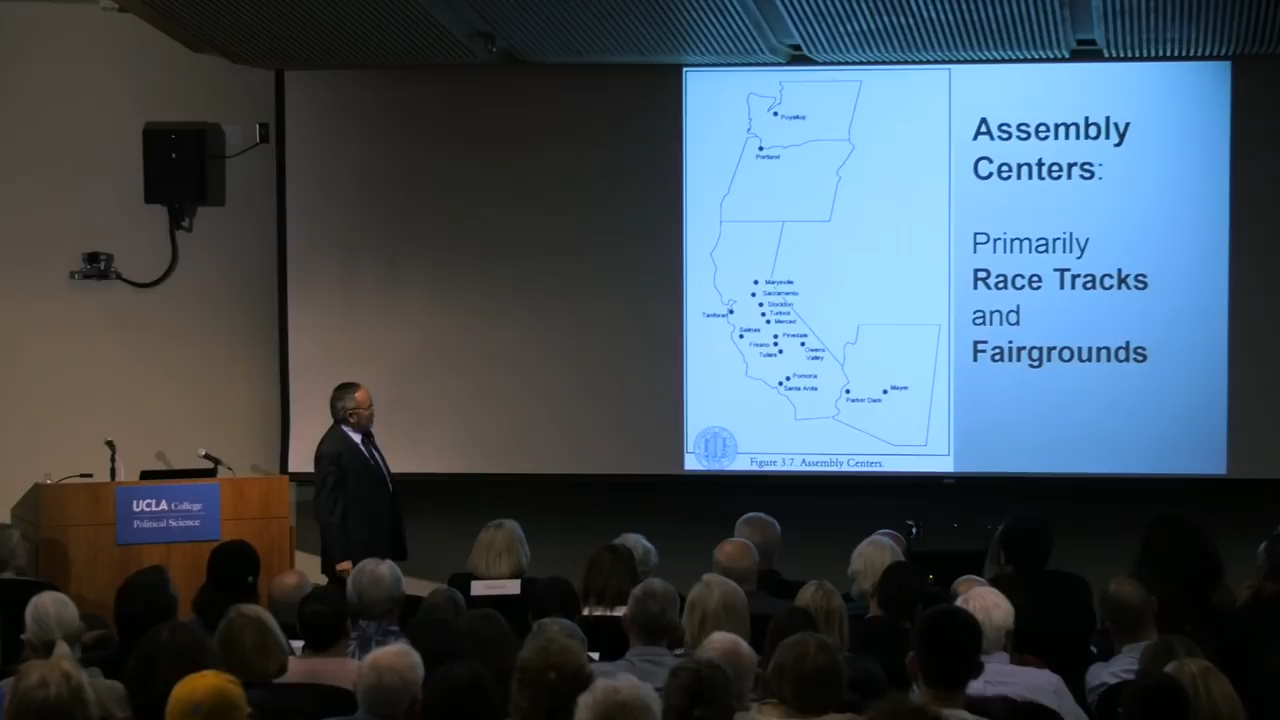 Puyallup
Portland
Marysville
Sacramento
Stockton
Tanforan
Turlock
Merced
Salinas
Pinedale
Fresno
Owens
Valley
Tulare
Pomona
Santa Anita
Mayer
Parker Dam
Figure 3.7. Assembly Centers.
Assembly
Centers:
Primarily
Race Tracks
and
Fairgrounds
UCLA College
Political Science